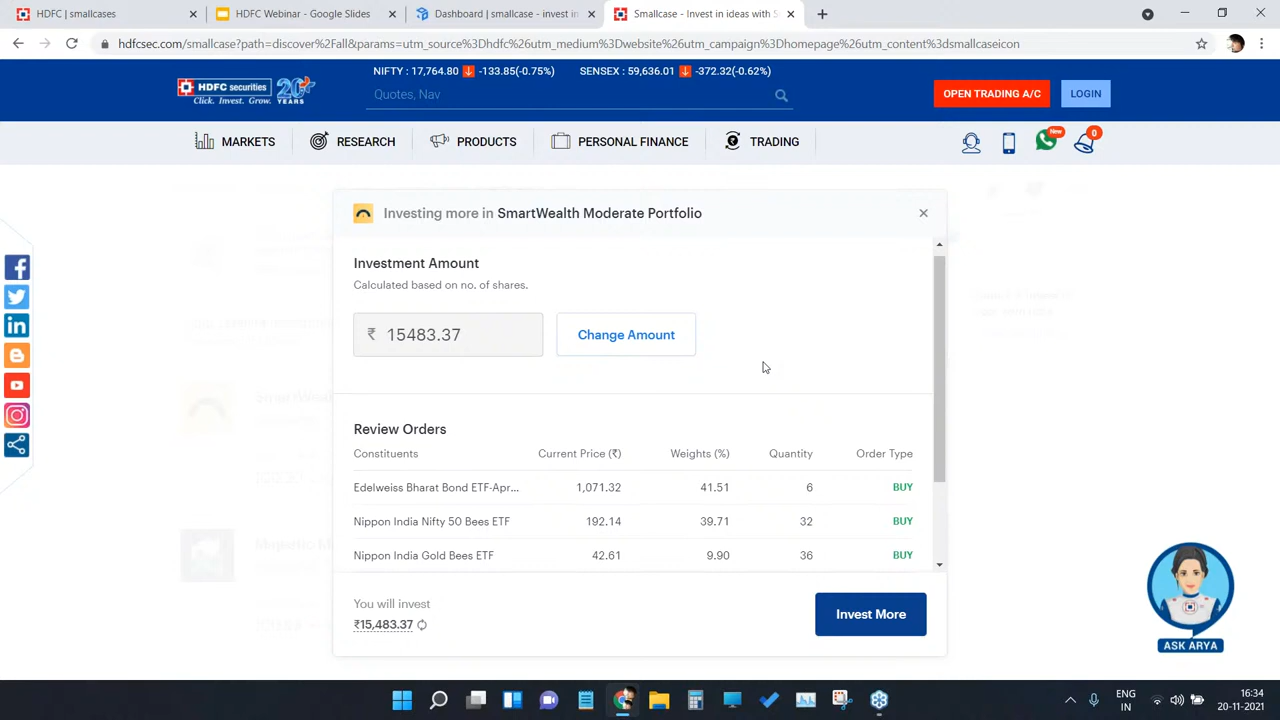 HDFC | smallcases
HDFC Webinar - Google Slides
Dashboard | smallcase - invest in
Smallcase - Invest in ideas with S
hdfcsec.com/smallcase?path=discover%2Fall&params=utm_source%3Dhdfc%26utm_medium%3Dwebsite%26utm_campaign%3Dhomepage%26utm_content%3dsmallcaseicon
HDFC securities
Click. Invest. Grow.
20
YEARS
NIFTY : 17,764.80 -133.85(-0.75%)
SENSEX : 59,636.01 -372.32(-0.62%)
Quotes, Nav
OPEN TRADING A/C
LOGIN
MARKETS
RESEARCH
PRODUCTS
PERSONAL FINANCE
TRADING
New
0
Investing more in SmartWealth Moderate Portfolio
Investment Amount
Calculated based on no. of shares.
₹ 15483.37
Change Amount
Review Orders
Constituents Current Price (₹) Weights (%) Quantity Order Type
Edelweiss Bharat Bond ETF-Apr... 1,071.32 41.51 6 BUY
Nippon India Nifty 50 Bees ETF 192.14 39.71 32 BUY
Nippon India Gold Bees ETF 42.61 9.90 36 BUY
You will invest
₹15,483.37
Invest More
ASK ARYA
ENG
IN
16:34
20-11-2021